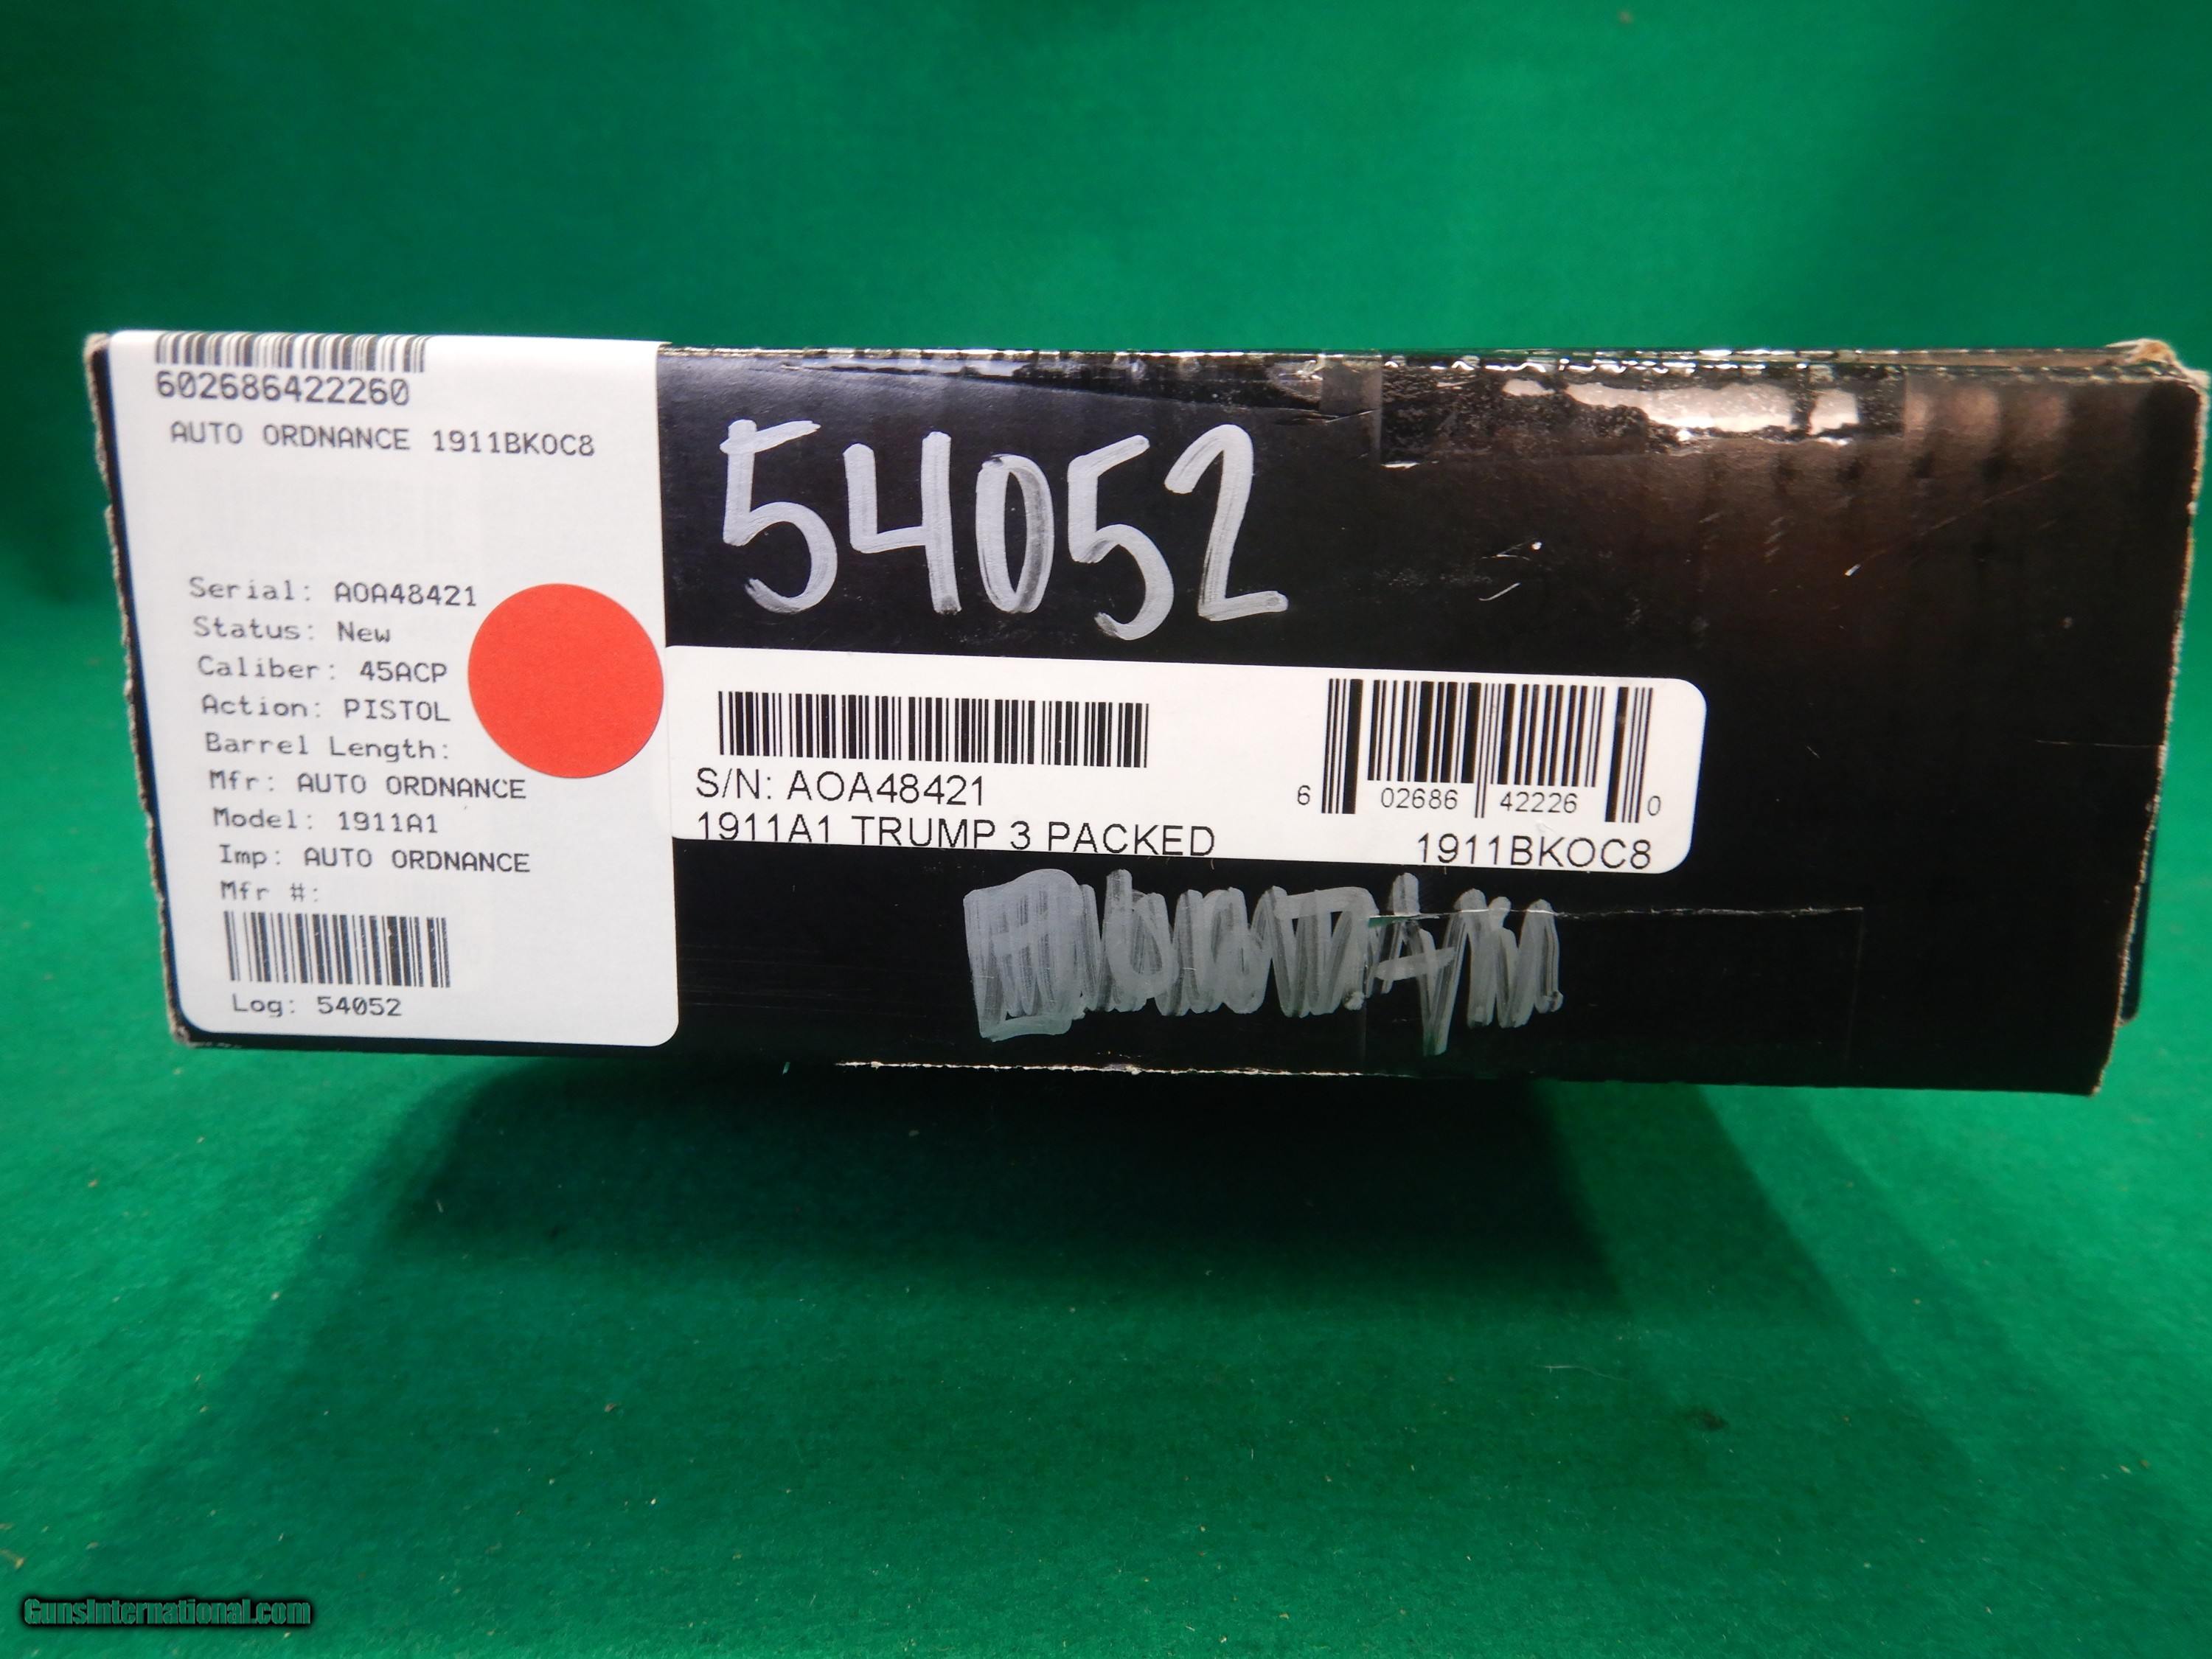 602686422260
AUTO ORDNANCE 1911BKOC8
Serial: AOA48421
Status: New
Caliber: 45ACP
Action: PISTOL
Barrel Length:
Mfr: AUTO ORDNANCE
Model: 1911A1
Imp: AUTO ORDNANCE
Mfr #:
Log: 54052
54052
S/N: AOA48421
1911A1 TRUMP 3 PACKED
6 02686 42226 0
1911BKOC8
GunsInternational.com